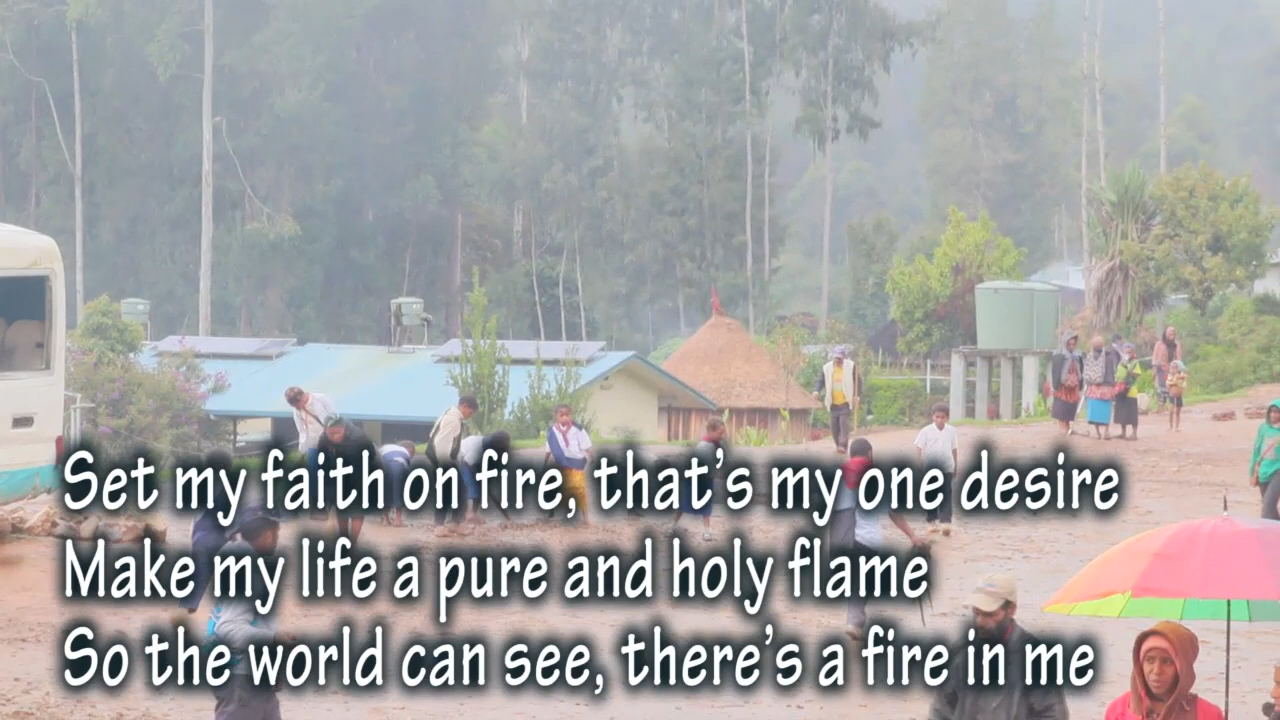 Set my faith on fire, that's my one desire
Make my life a pure and holy flame
So the world can see, there's a fire in me